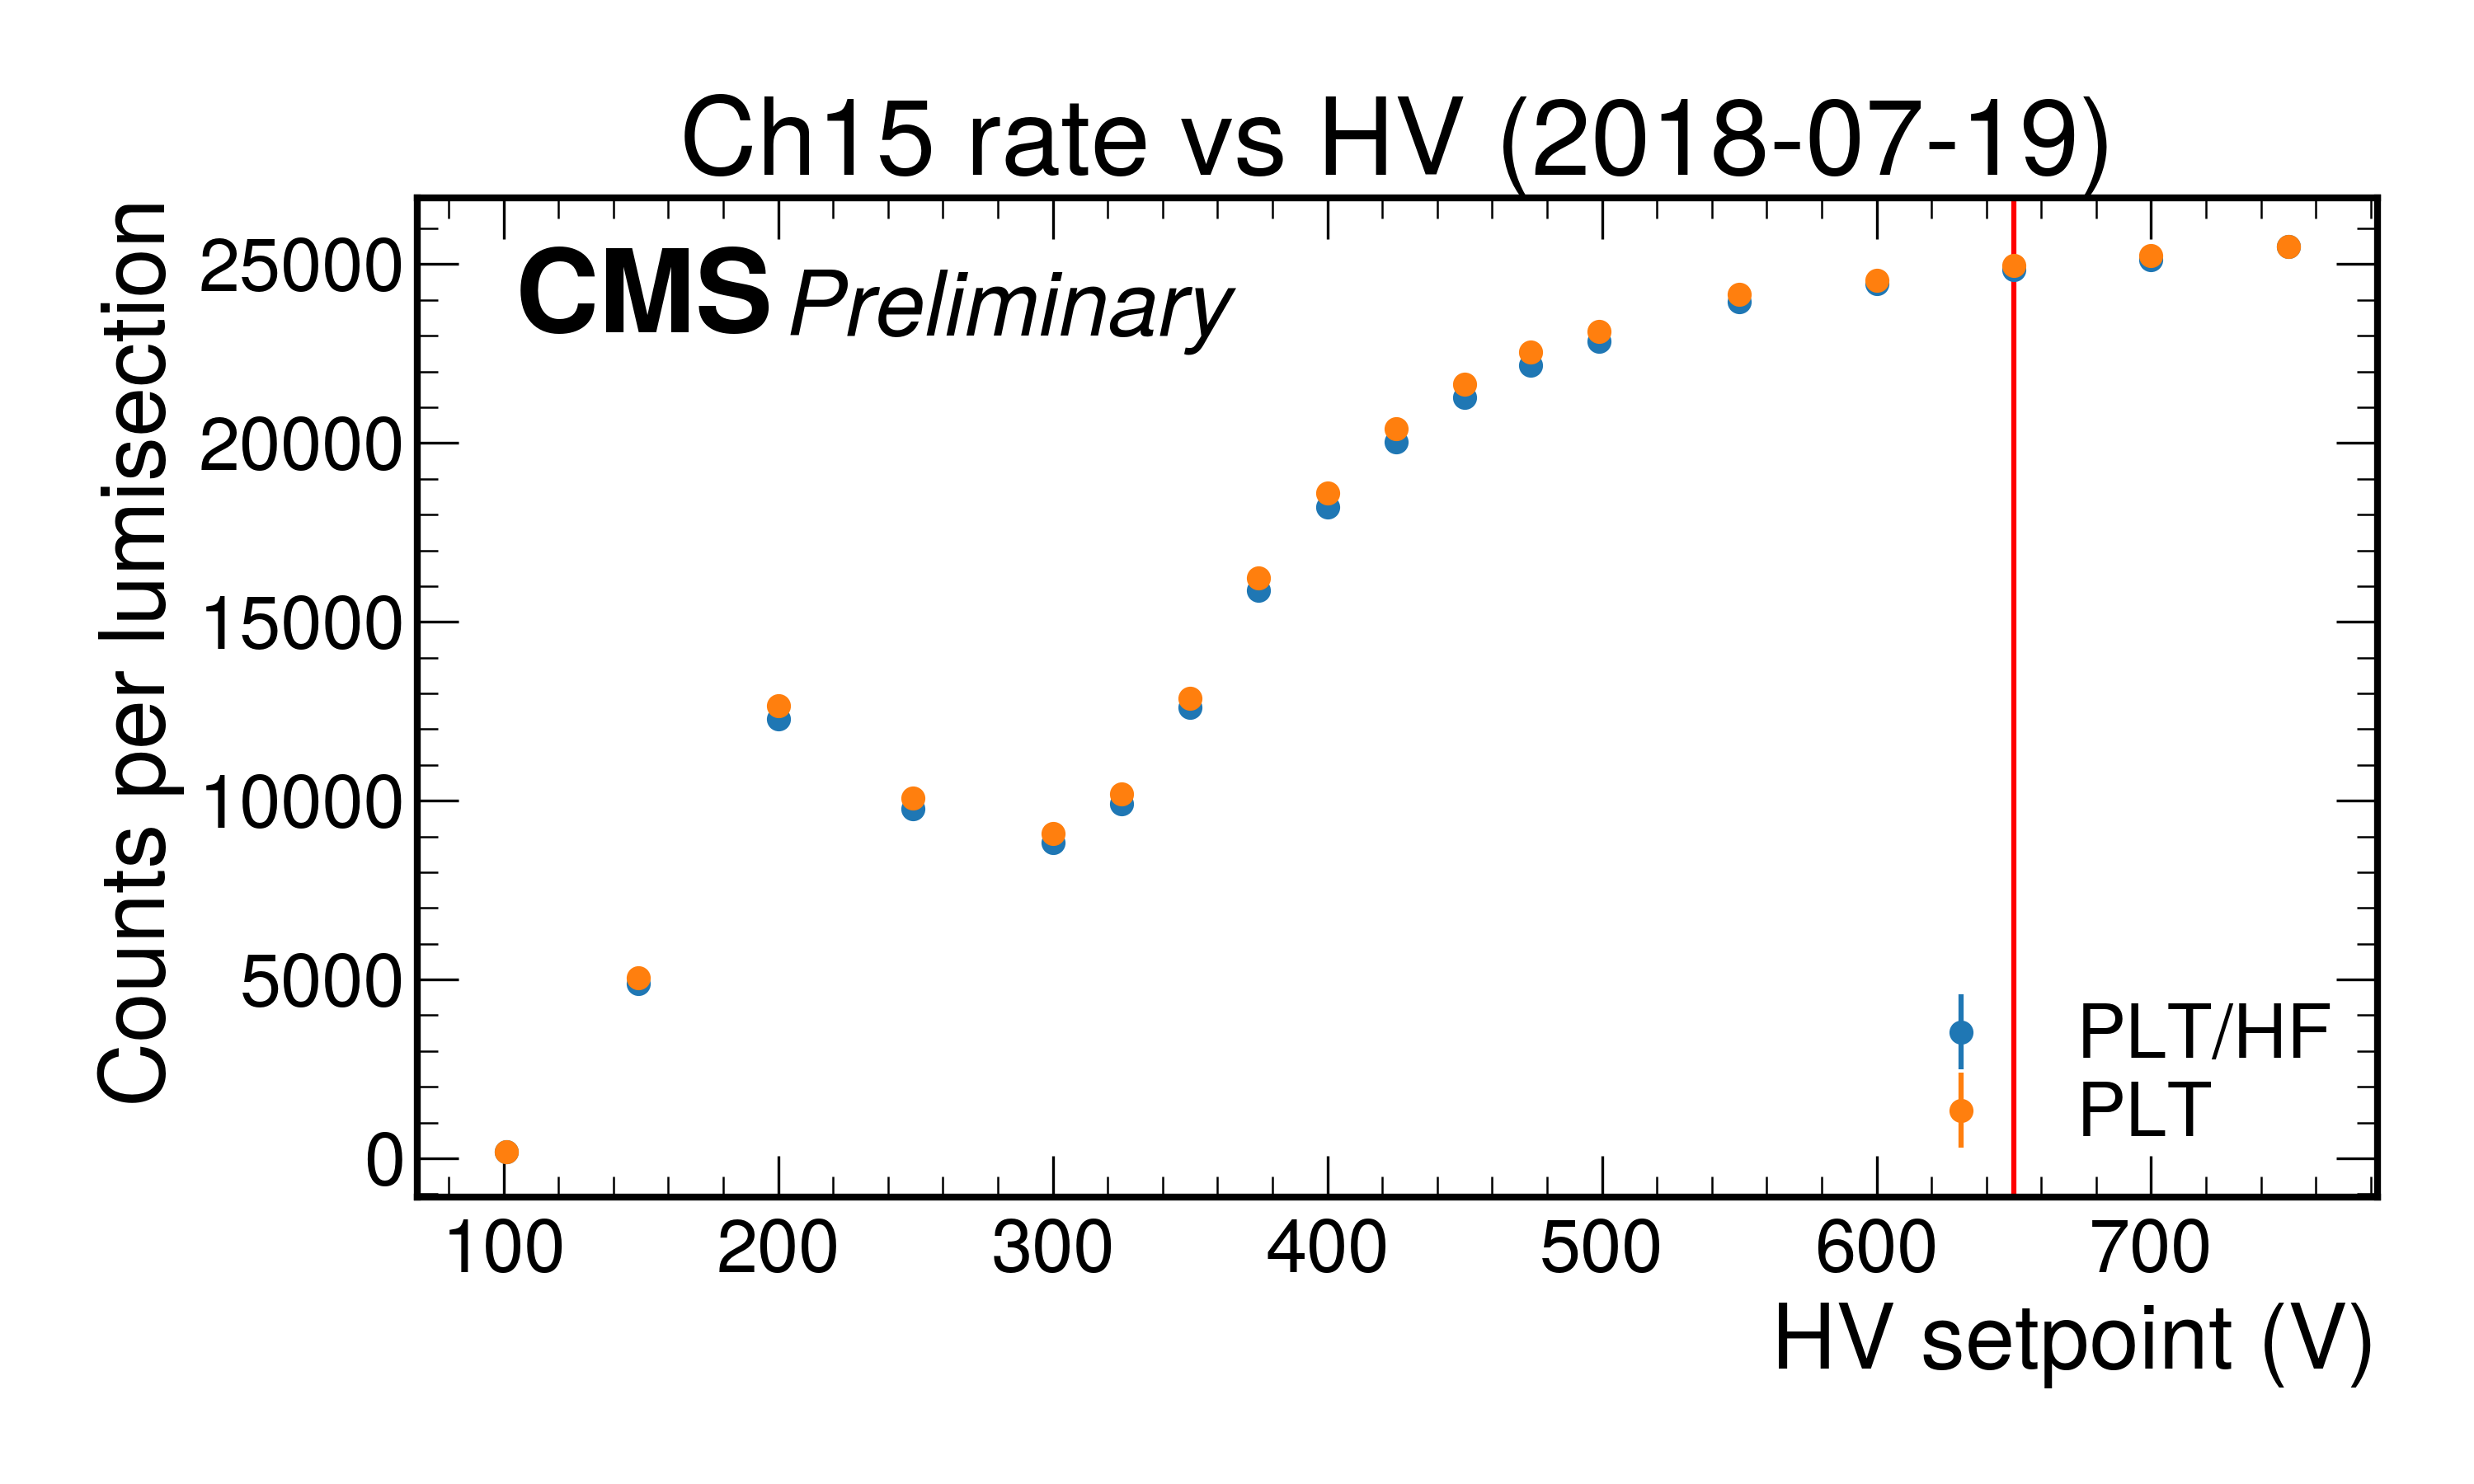 Ch15 rate vs HV (2018-07-19)
CMS Preliminary
Counts per lumisection
25000
20000
15000
10000
5000
0
PLT/HF
PLT
100 200 300 400 500 600 700
HV setpoint (V)